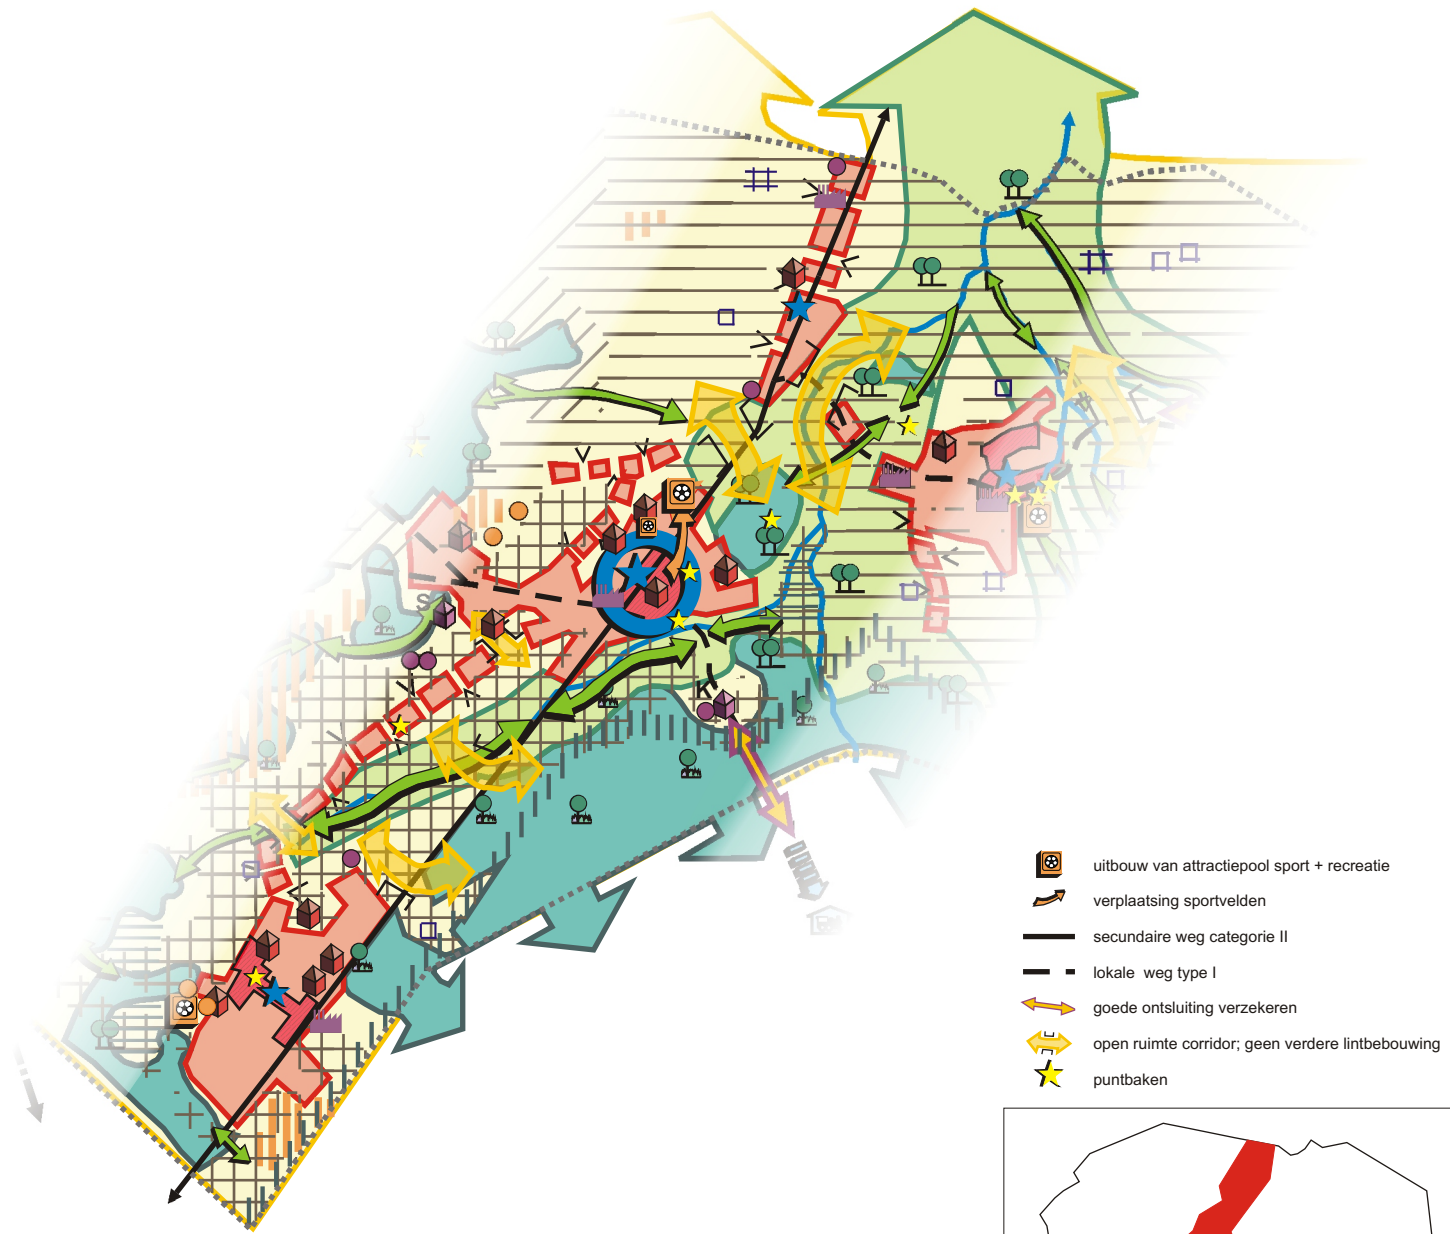 S
K
uitbouw van attractiepool sport + recreatie
verplaatsing sportvelden
secundaire weg categorie II
lokale weg type I
goede ontsluiting verzekeren
open ruimte corridor; geen verdere lintbebouwing
puntbaken